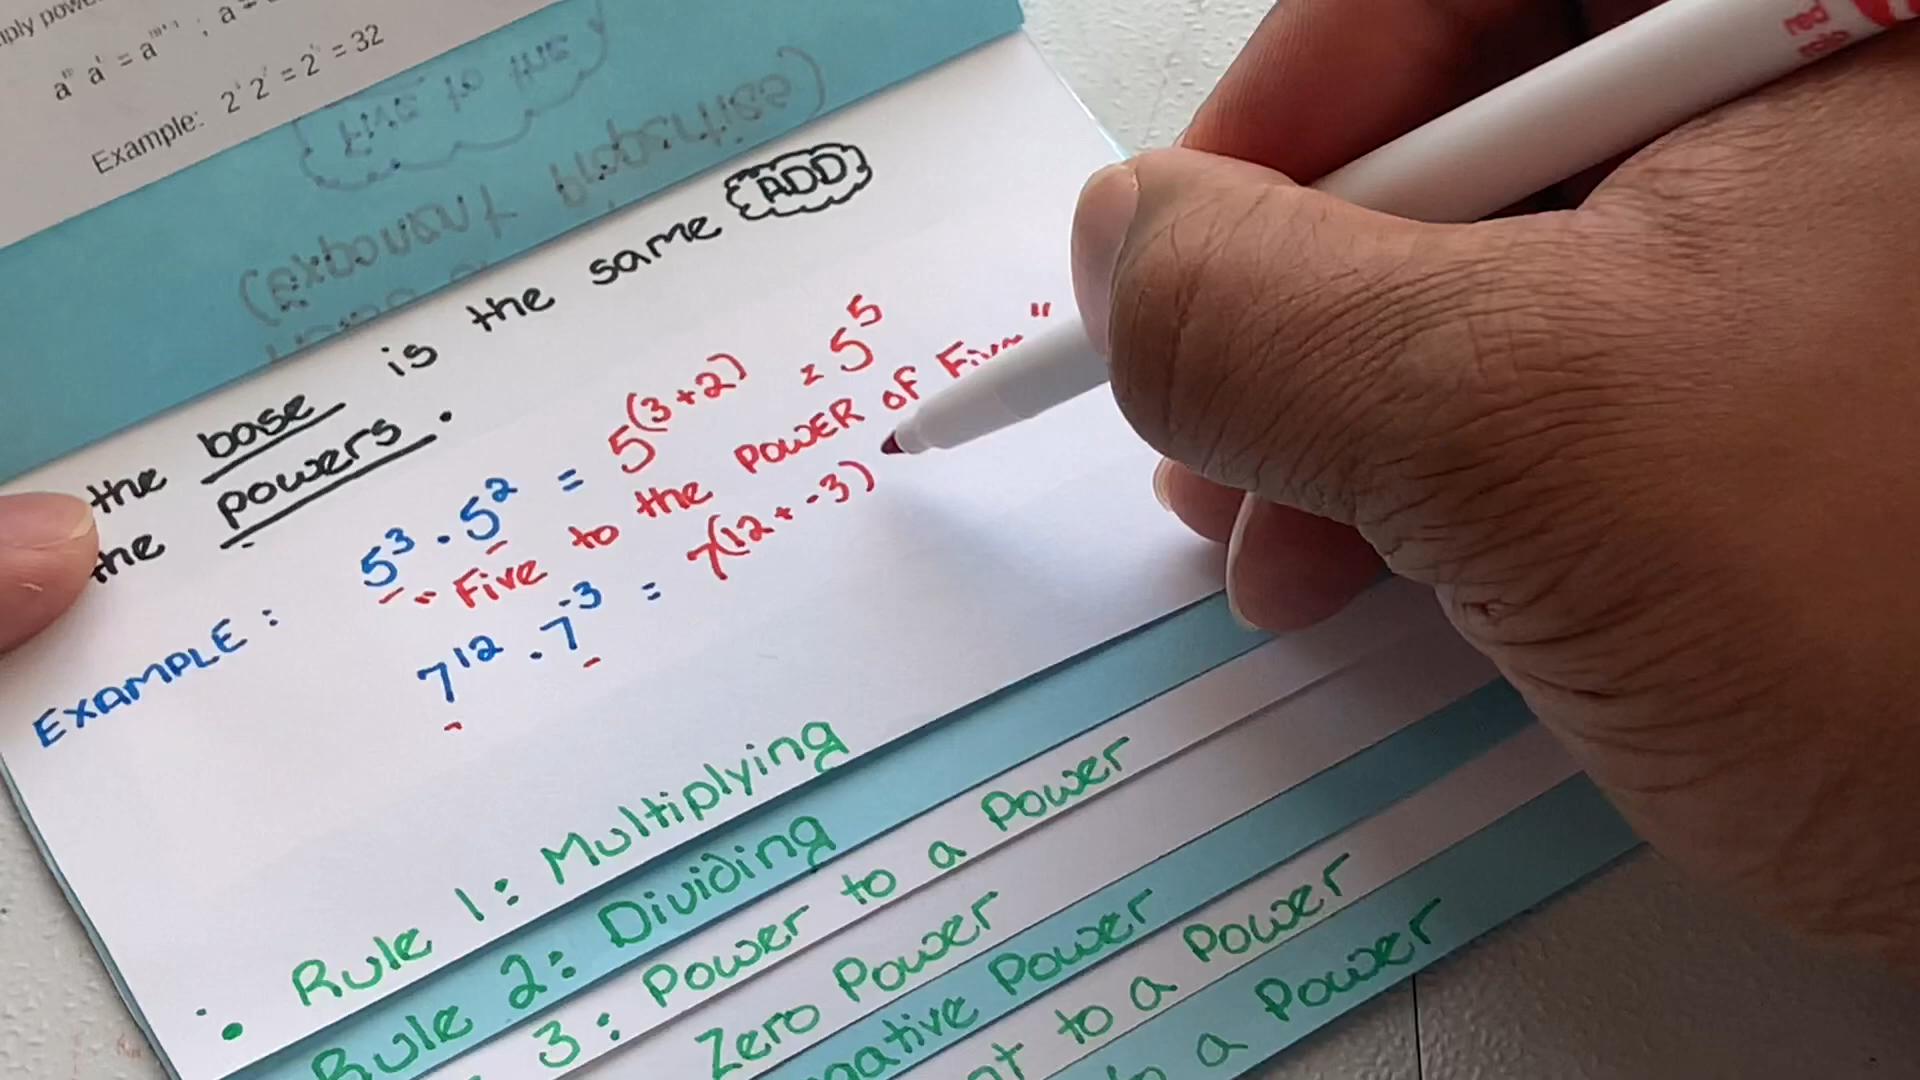 a a = a ; a
Example: 2 2 = 2 = 32
the base is the same ADD
the powers.
EXAMPLE: 5³ · 5² = 5^(3+2) = 5⁵
"Five to the POWER OF Five"
7¹² · 7⁻³ = 7(12 + -3)
Rule 1: Multiplying
Rule 2: Dividing
3: Power to a Power
Zero Power
Power
to a Power
a Power
red